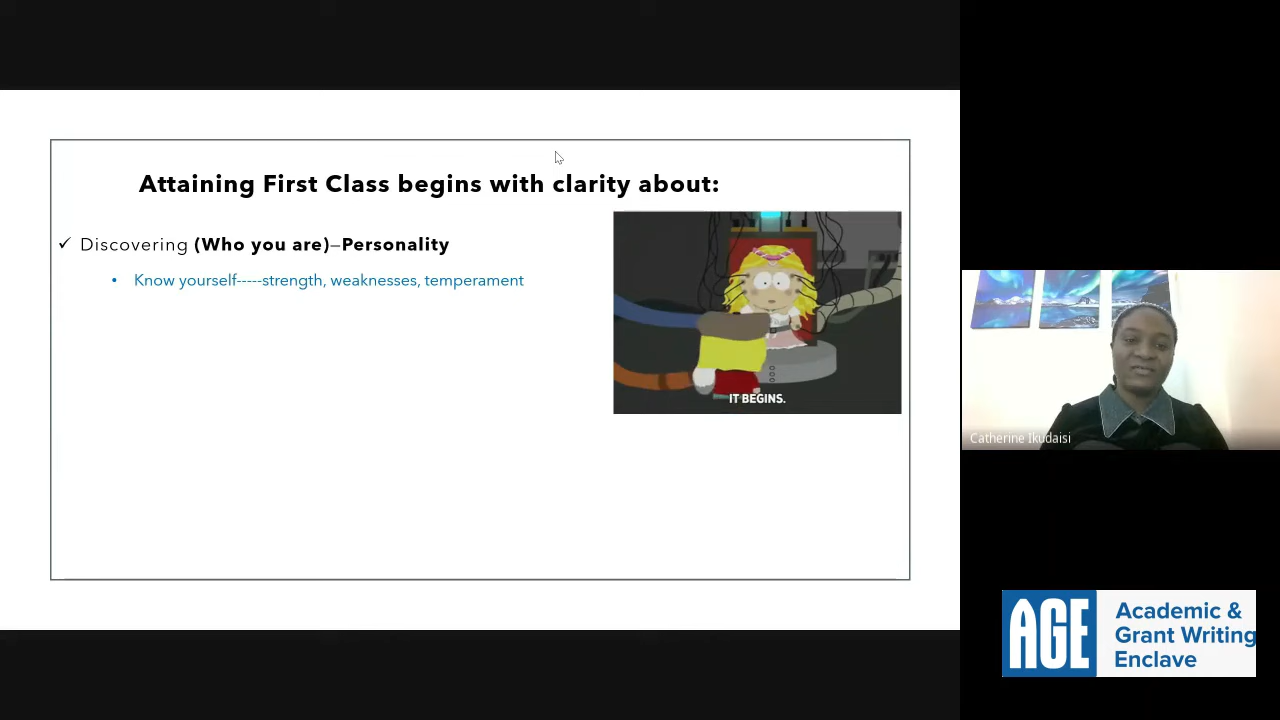 Attaining First Class begins with clarity about:
✓ Discovering (Who you are)–Personality
• Know yourself-----strength, weaknesses, temperament
IT BEGINS.
Catherine Ikudaisi
AGE
Academic &
Grant Writing
Enclave